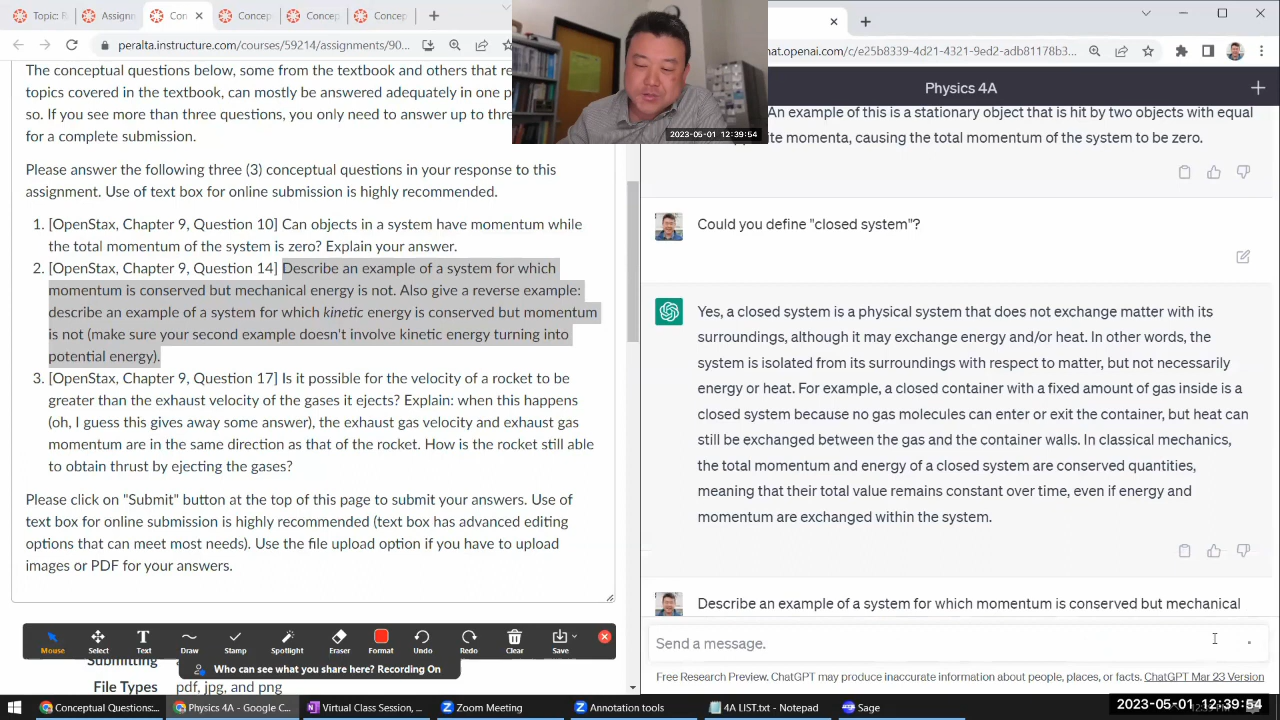 Topic: A
Con
Conce
Concep
Concep
peralta.instructure.com/courses/59214/assignments/90...
The conceptual questions below, some from the textbook and others that re
topics covered in the textbook, can mostly be answered adequately in one p
so. If you see more than three questions, you only need to answer up to thre
for a complete submission.
Please answer the following three (3) conceptual questions in your response to this
assignment. Use of text box for online submission is highly recommended.
1. [OpenStax, Chapter 9, Question 10] Can objects in a system have momentum while
the total momentum of the system is zero? Explain your answer.
2. [OpenStax, Chapter 9, Question 14] Describe an example of a system for which
momentum is conserved but mechanical energy is not. Also give a reverse example:
describe an example of a system for which kinetic energy is conserved but momentum
is not (make sure your second example doesn't involve kinetic energy turning into
potential energy).
3. [OpenStax, Chapter 9, Question 17] Is it possible for the velocity of a rocket to be
greater than the exhaust velocity of the gases it ejects? Explain: when this happens
(oh, I guess this gives away some answer), the exhaust gas velocity and exhaust gas
momentum are in the same direction as that of the rocket. How is the rocket still able
to obtain thrust by ejecting the gases?
Please click on "Submit" button at the top of this page to submit your answers. Use of
text box for online submission is highly recommended (text box has advanced editing
options that can meet most needs). Use the file upload option if you have to upload
images or PDF for your answers.
Mouse Select Text Draw Stamp Spotlight Eraser Format Undo Redo Clear Save
Submitting
Who can see what you share here? Recording On
File Types pdf, jpg, and png
2023-05-01 12:39:54
hat.openai.com/c/e25b8339-4d21-4321-9ed2-adb81178b3...
Physics 4A
An example of this is a stationary object that is hit by two objects with equal
ite momenta, causing the total momentum of the system to be zero.
Could you define "closed system"?
Yes, a closed system is a physical system that does not exchange matter with its
surroundings, although it may exchange energy and/or heat. In other words, the
system is isolated from its surroundings with respect to matter, but not necessarily
energy or heat. For example, a closed container with a fixed amount of gas inside is a
closed system because no gas molecules can enter or exit the container, but heat can
still be exchanged between the gas and the container walls. In classical mechanics,
the total momentum and energy of a closed system are conserved quantities,
meaning that their total value remains constant over time, even if energy and
momentum are exchanged within the system.
Describe an example of a system for which momentum is conserved but mechanical
Send a message.
Free Research Preview. ChatGPT may produce inaccurate information about people, places, or facts. ChatGPT Mar 23 Version
Conceptual Questions:...
Physics 4A - Google C...
Virtual Class Session, ...
Zoom Meeting
Annotation tools
4A LIST.txt - Notepad
Sage
2023-05-01 12:39:54